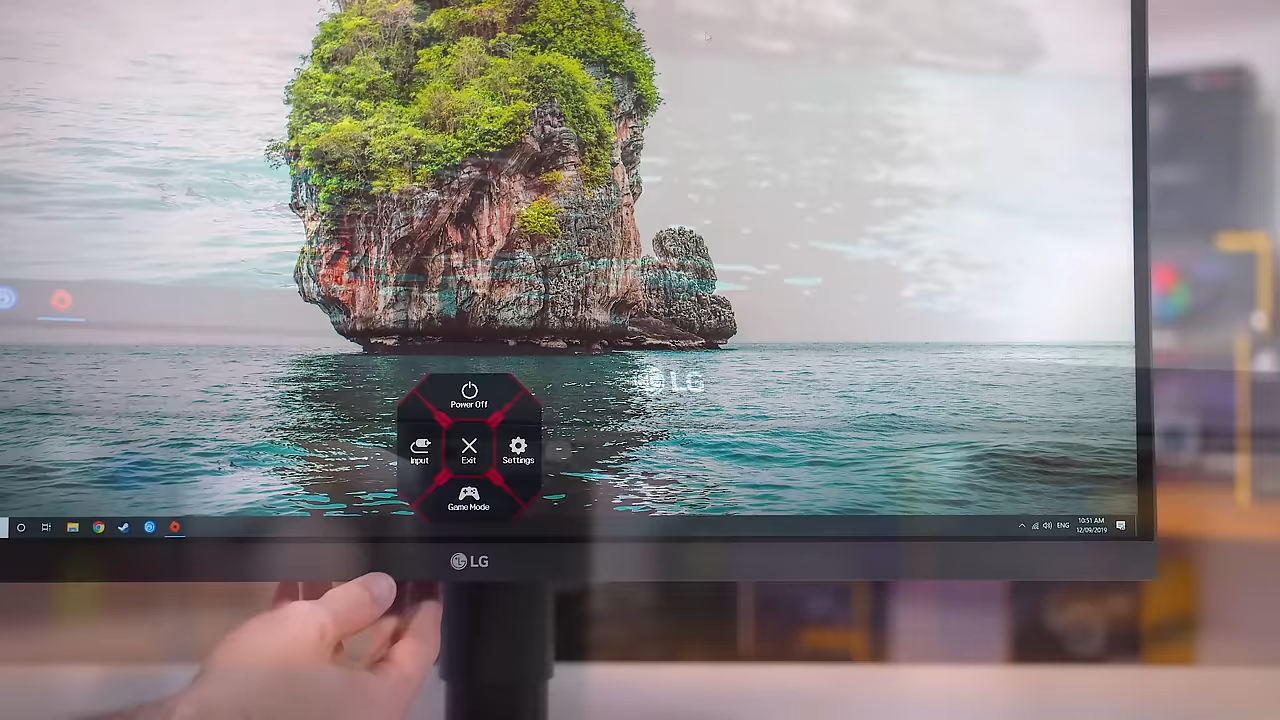 LG
Power Off
Input
Exit
Settings
Game Mode
ENG
10:51 AM
12/09/2019
LG